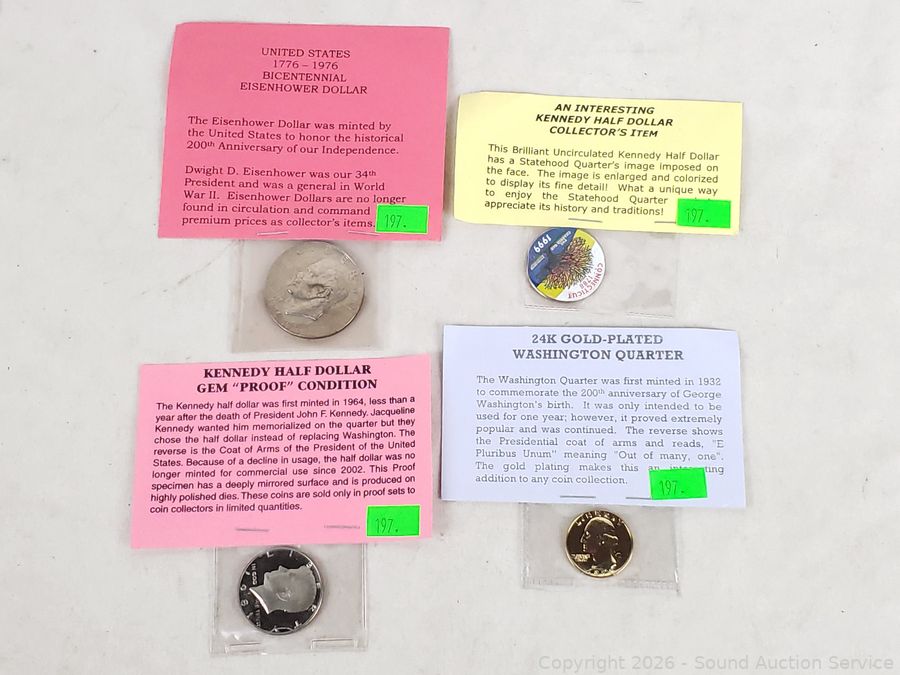 UNITED STATES
1776 – 1976
BICENTENNIAL
EISENHOWER DOLLAR
The Eisenhower Dollar was minted by
the United States to honor the historical
200th Anniversary of our Independence.
Dwight D. Eisenhower was our 34th
President and was a general in World
War II. Eisenhower Dollars are no longer
found in circulation and command
premium prices as collector's items.
197.
AN INTERESTING
KENNEDY HALF DOLLAR
COLLECTOR'S ITEM
This Brilliant Uncirculated Kennedy Half Dollar
has a Statehood Quarter's image imposed on
the face. The image is enlarged and colorized
to display its fine detail! What a unique way
to enjoy the Statehood Quarter
appreciate its history and traditions!
197.
1999
CONNECTICUT
1788
KENNEDY HALF DOLLAR
GEM "PROOF" CONDITION
The Kennedy half dollar was first minted in 1964, less than a
year after the death of President John F. Kennedy. Jacqueline
Kennedy wanted him memorialized on the quarter but they
chose the half dollar instead of replacing Washington. The
reverse is the Coat of Arms of the President of the United
States. Because of a decline in usage, the half dollar was no
longer minted for commercial use since 2002. This Proof
specimen has a deeply mirrored surface and is produced on
highly polished dies. These coins are sold only in proof sets to
coin collectors in limited quantities.
197.
24K GOLD-PLATED
WASHINGTON QUARTER
The Washington Quarter was first minted in 1932
to commemorate the 200th anniversary of George
Washington's birth. It was only intended to be
used for one year; however, it proved extremely
popular and was continued. The reverse shows
the Presidential coat of arms and reads, "E
Pluribus Unum" meaning "Out of many, one".
The gold plating makes this an interesting
addition to any coin collection.
197.
LIBERTY
Copyright 2026 - Sound Auction Service